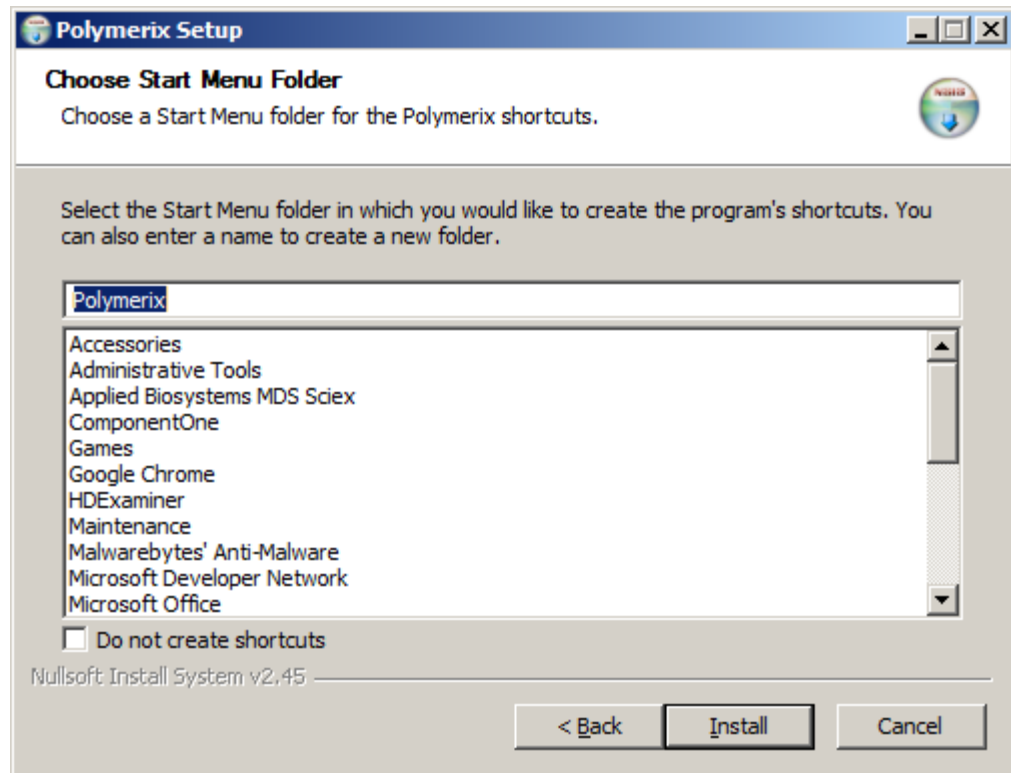 Polymerix Setup
Choose Start Menu Folder
Choose a Start Menu folder for the Polymerix shortcuts.
Select the Start Menu folder in which you would like to create the program's shortcuts. You
can also enter a name to create a new folder.
Polymerix
Accessories
Administrative Tools
Applied Biosystems MDS Sciex
ComponentOne
Games
Google Chrome
HDExaminer
Maintenance
Malwarebytes' Anti-Malware
Microsoft Developer Network
Microsoft Office
Do not create shortcuts
Nullsoft Install System v2.45
< Back Install Cancel